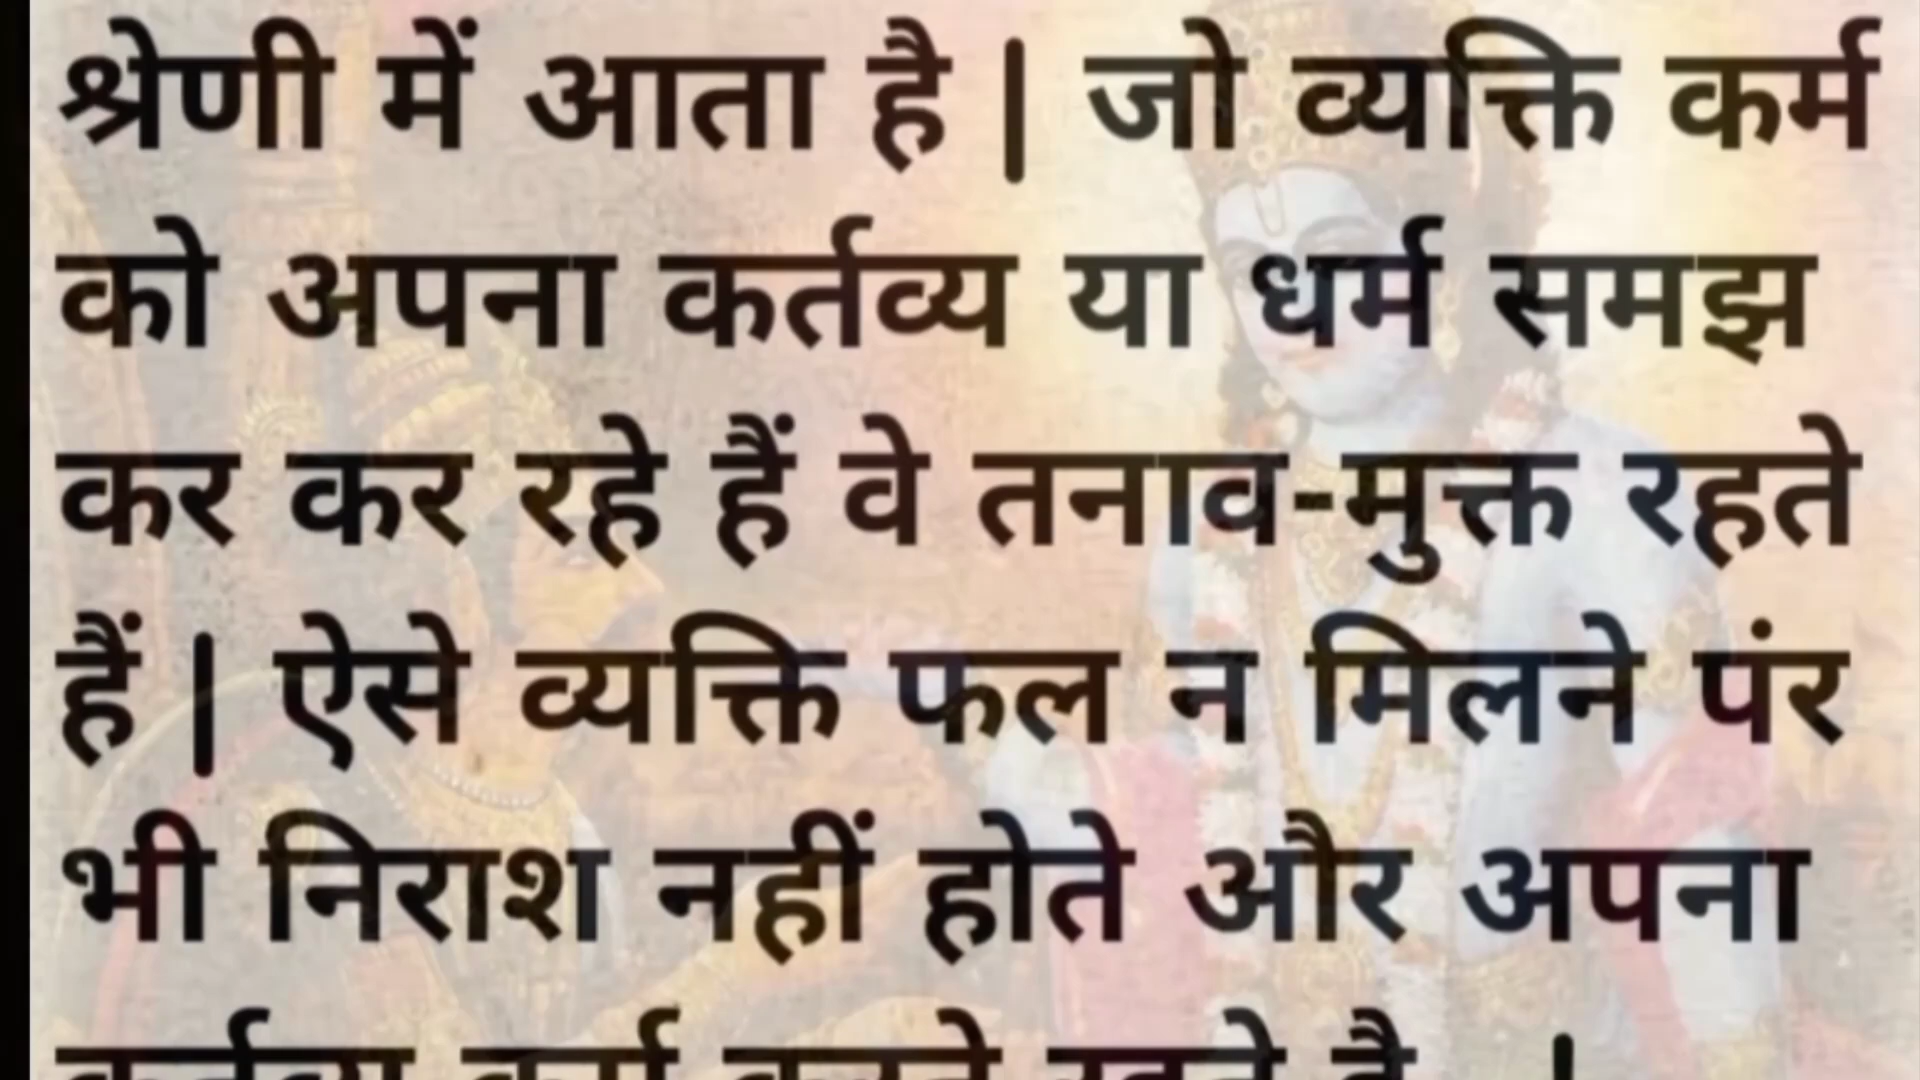 श्रेणी में आता है | जो व्यक्ति कर्म
को अपना कर्तव्य या धर्म समझ
कर कर रहे हैं वे तनाव-मुक्त रहते
हैं | ऐसे व्यक्ति फल न मिलने पंर
भी निराश नहीं होते और अपना